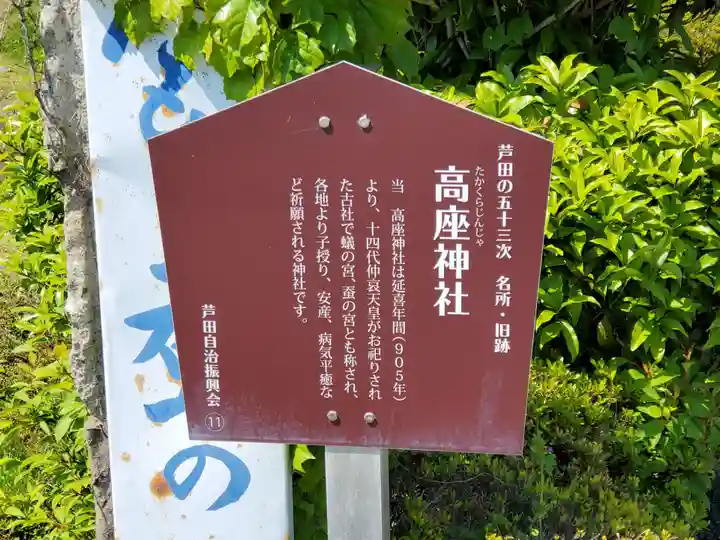 芦田の五十三次　名所・旧跡
たかくらじんじゃ
高座神社
当　高座神社は延喜年間(905年)
より、十四代仲哀天皇がお祀りされ
た古社で蟻の宮、蚕の宮とも称され、
各地より子授り、安産、病気平癒な
ど祈願される神社です。
芦田自治振興会　⑪
の